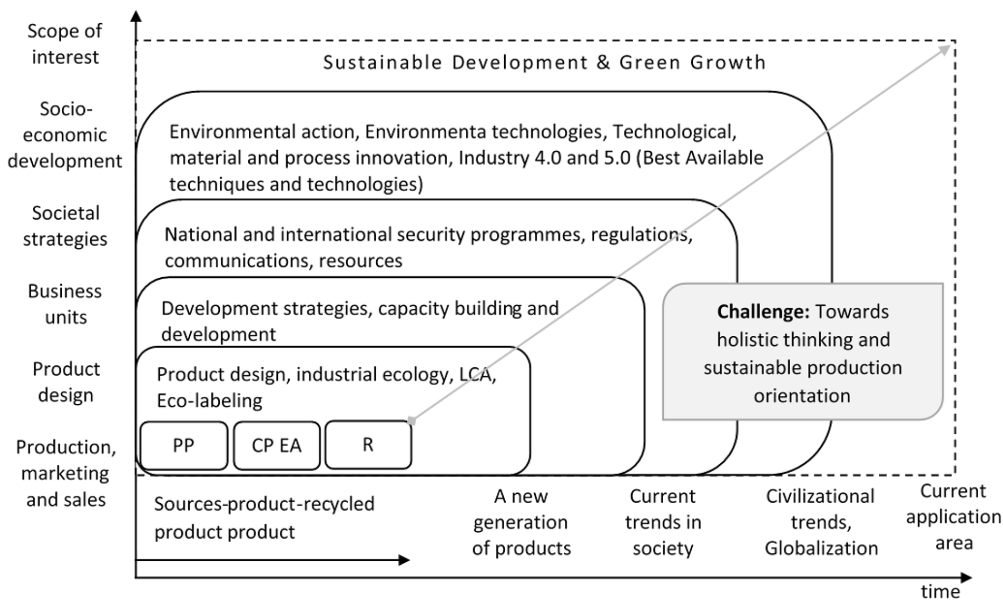 Scope of
interest
Sustainable Development & Green Growth
Socio-
economic
development
Environmental action, Environmenta technologies, Technological,
material and process innovation, Industry 4.0 and 5.0 (Best Available
techniques and technologies)
Societal
strategies
National and international security programmes, regulations,
communications, resources
Business
units
Development strategies, capacity building and
development
Challenge: Towards
holistic thinking and
sustainable production
orientation
Product
design
Product design, industrial ecology, LCA,
Eco-labeling
Production,
marketing
and sales
PP
CP EA
R
Sources-product-recycled
product product
A new
generation
of products
Current
trends in
society
Civilizational
trends,
Globalization
Current
application
area
time